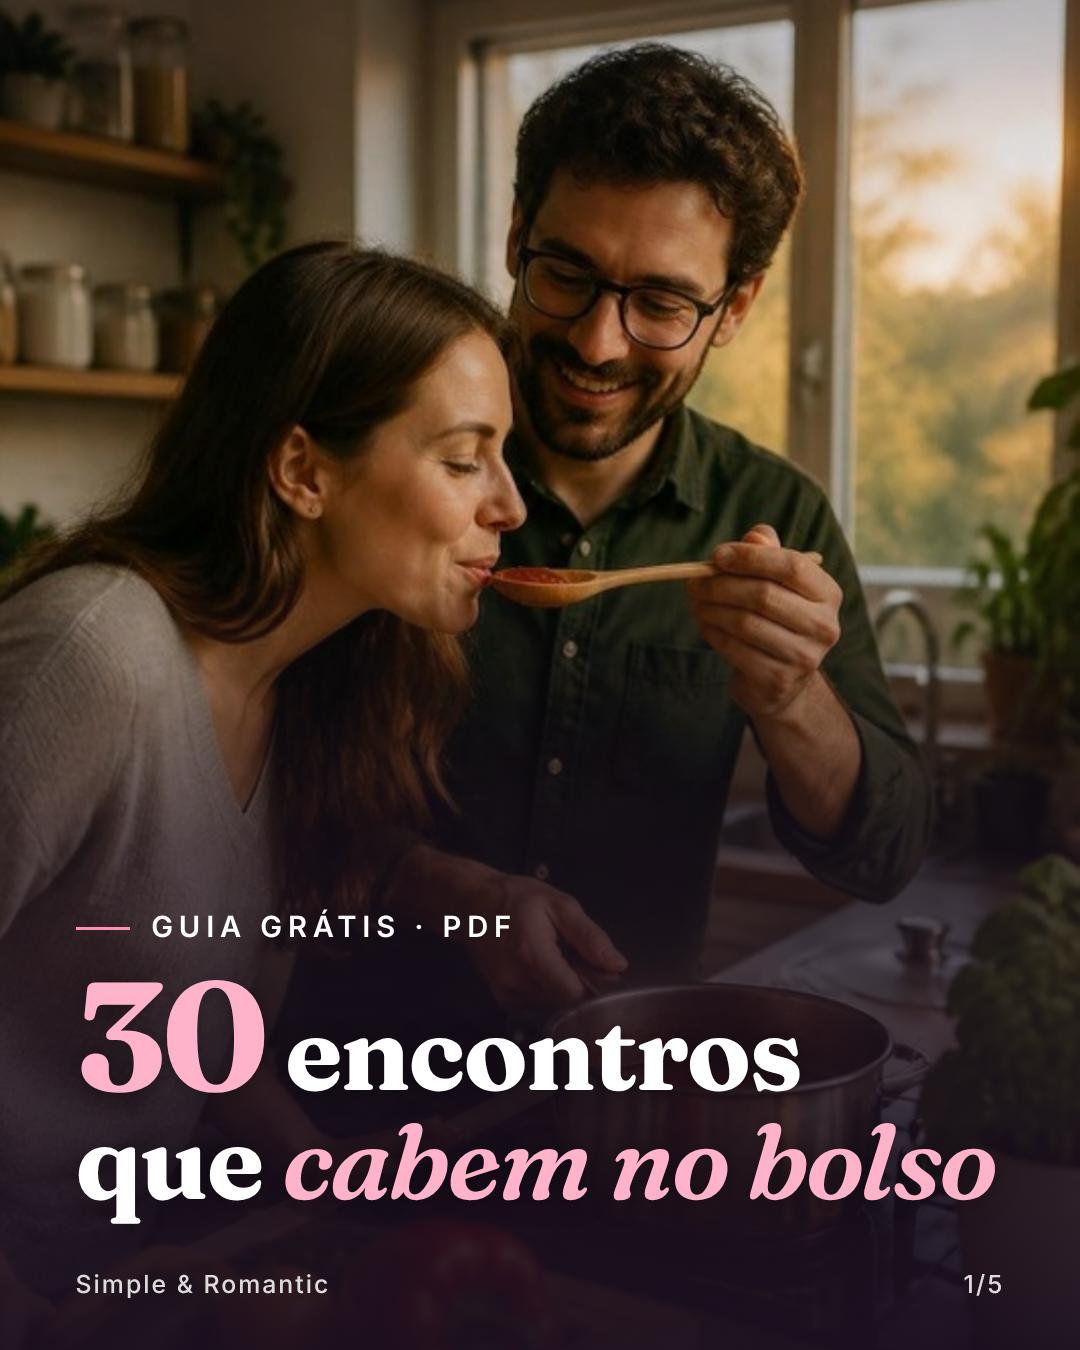 GUIA GRÁTIS · PDF
30 encontros
que cabem no bolso
Simple & Romantic
1/5